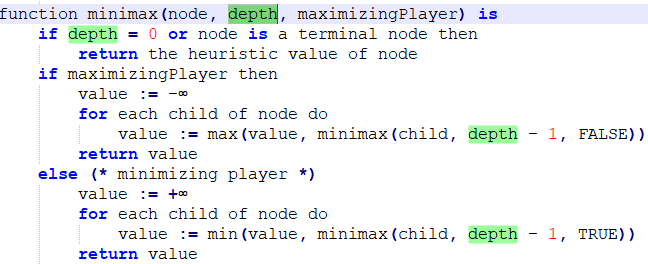 function minimax(node, depth, maximizingPlayer) is
if depth = 0 or node is a terminal node then
return the heuristic value of node
if maximizingPlayer then
value := −∞
for each child of node do
value := max(value, minimax(child, depth − 1, FALSE))
return value
else (* minimizing player *)
value := +∞
for each child of node do
value := min(value, minimax(child, depth − 1, TRUE))
return value